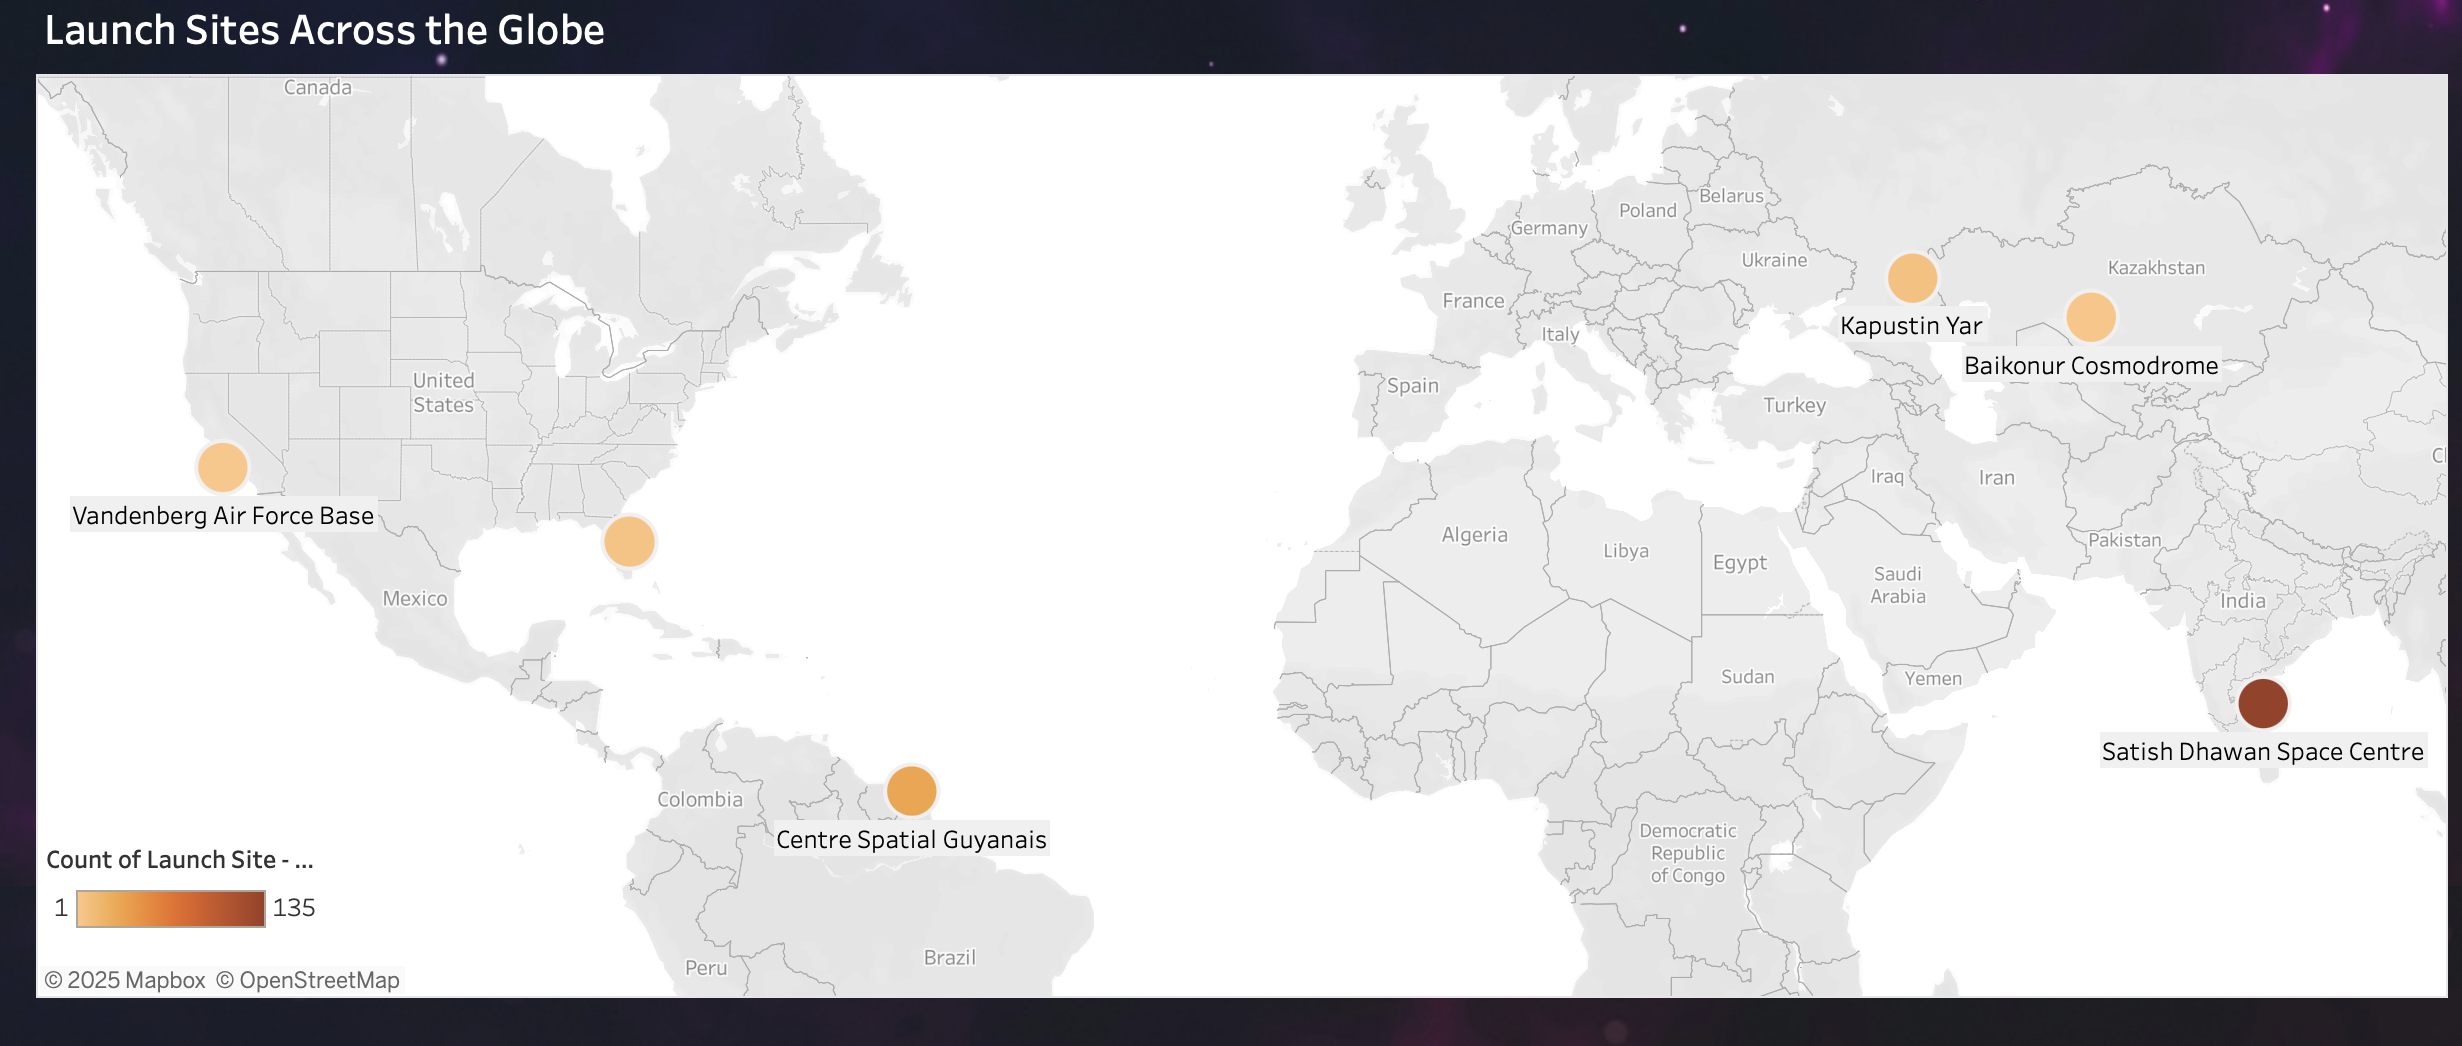 Launch Sites Across the Globe
Canada
Belarus
Poland
Germany
Ukraine
Kazakhstan
France
Kapustin Yar
Italy
Baikonur Cosmodrome
United
States
Spain
Turkey
Iraq
Iran
Vandenberg Air Force Base
Algeria
Pakistan
Libya
Egypt
Saudi
Arabia
Mexico
India
Sudan
Yemen
Satish Dhawan Space Centre
Colombia
Centre Spatial Guyanais
Democratic
Republic
of Congo
Count of Launch Site - ...
1 135
Brazil
Peru
© 2025 Mapbox © OpenStreetMap